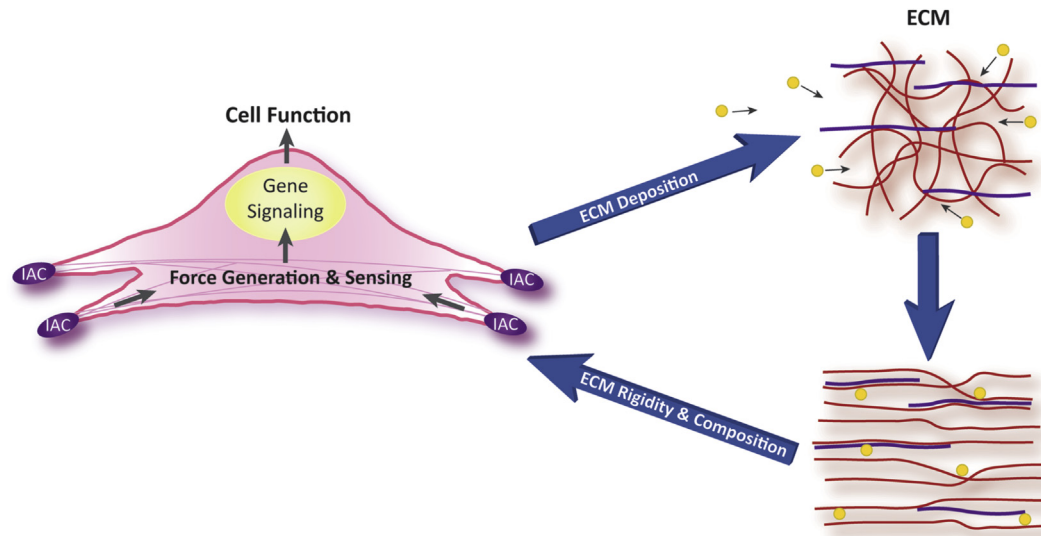 ECM
Cell Function
Gene
Signaling
ECM Deposition
IAC
Force Generation & Sensing
IAC
IAC
IAC
ECM Rigidity & Composition